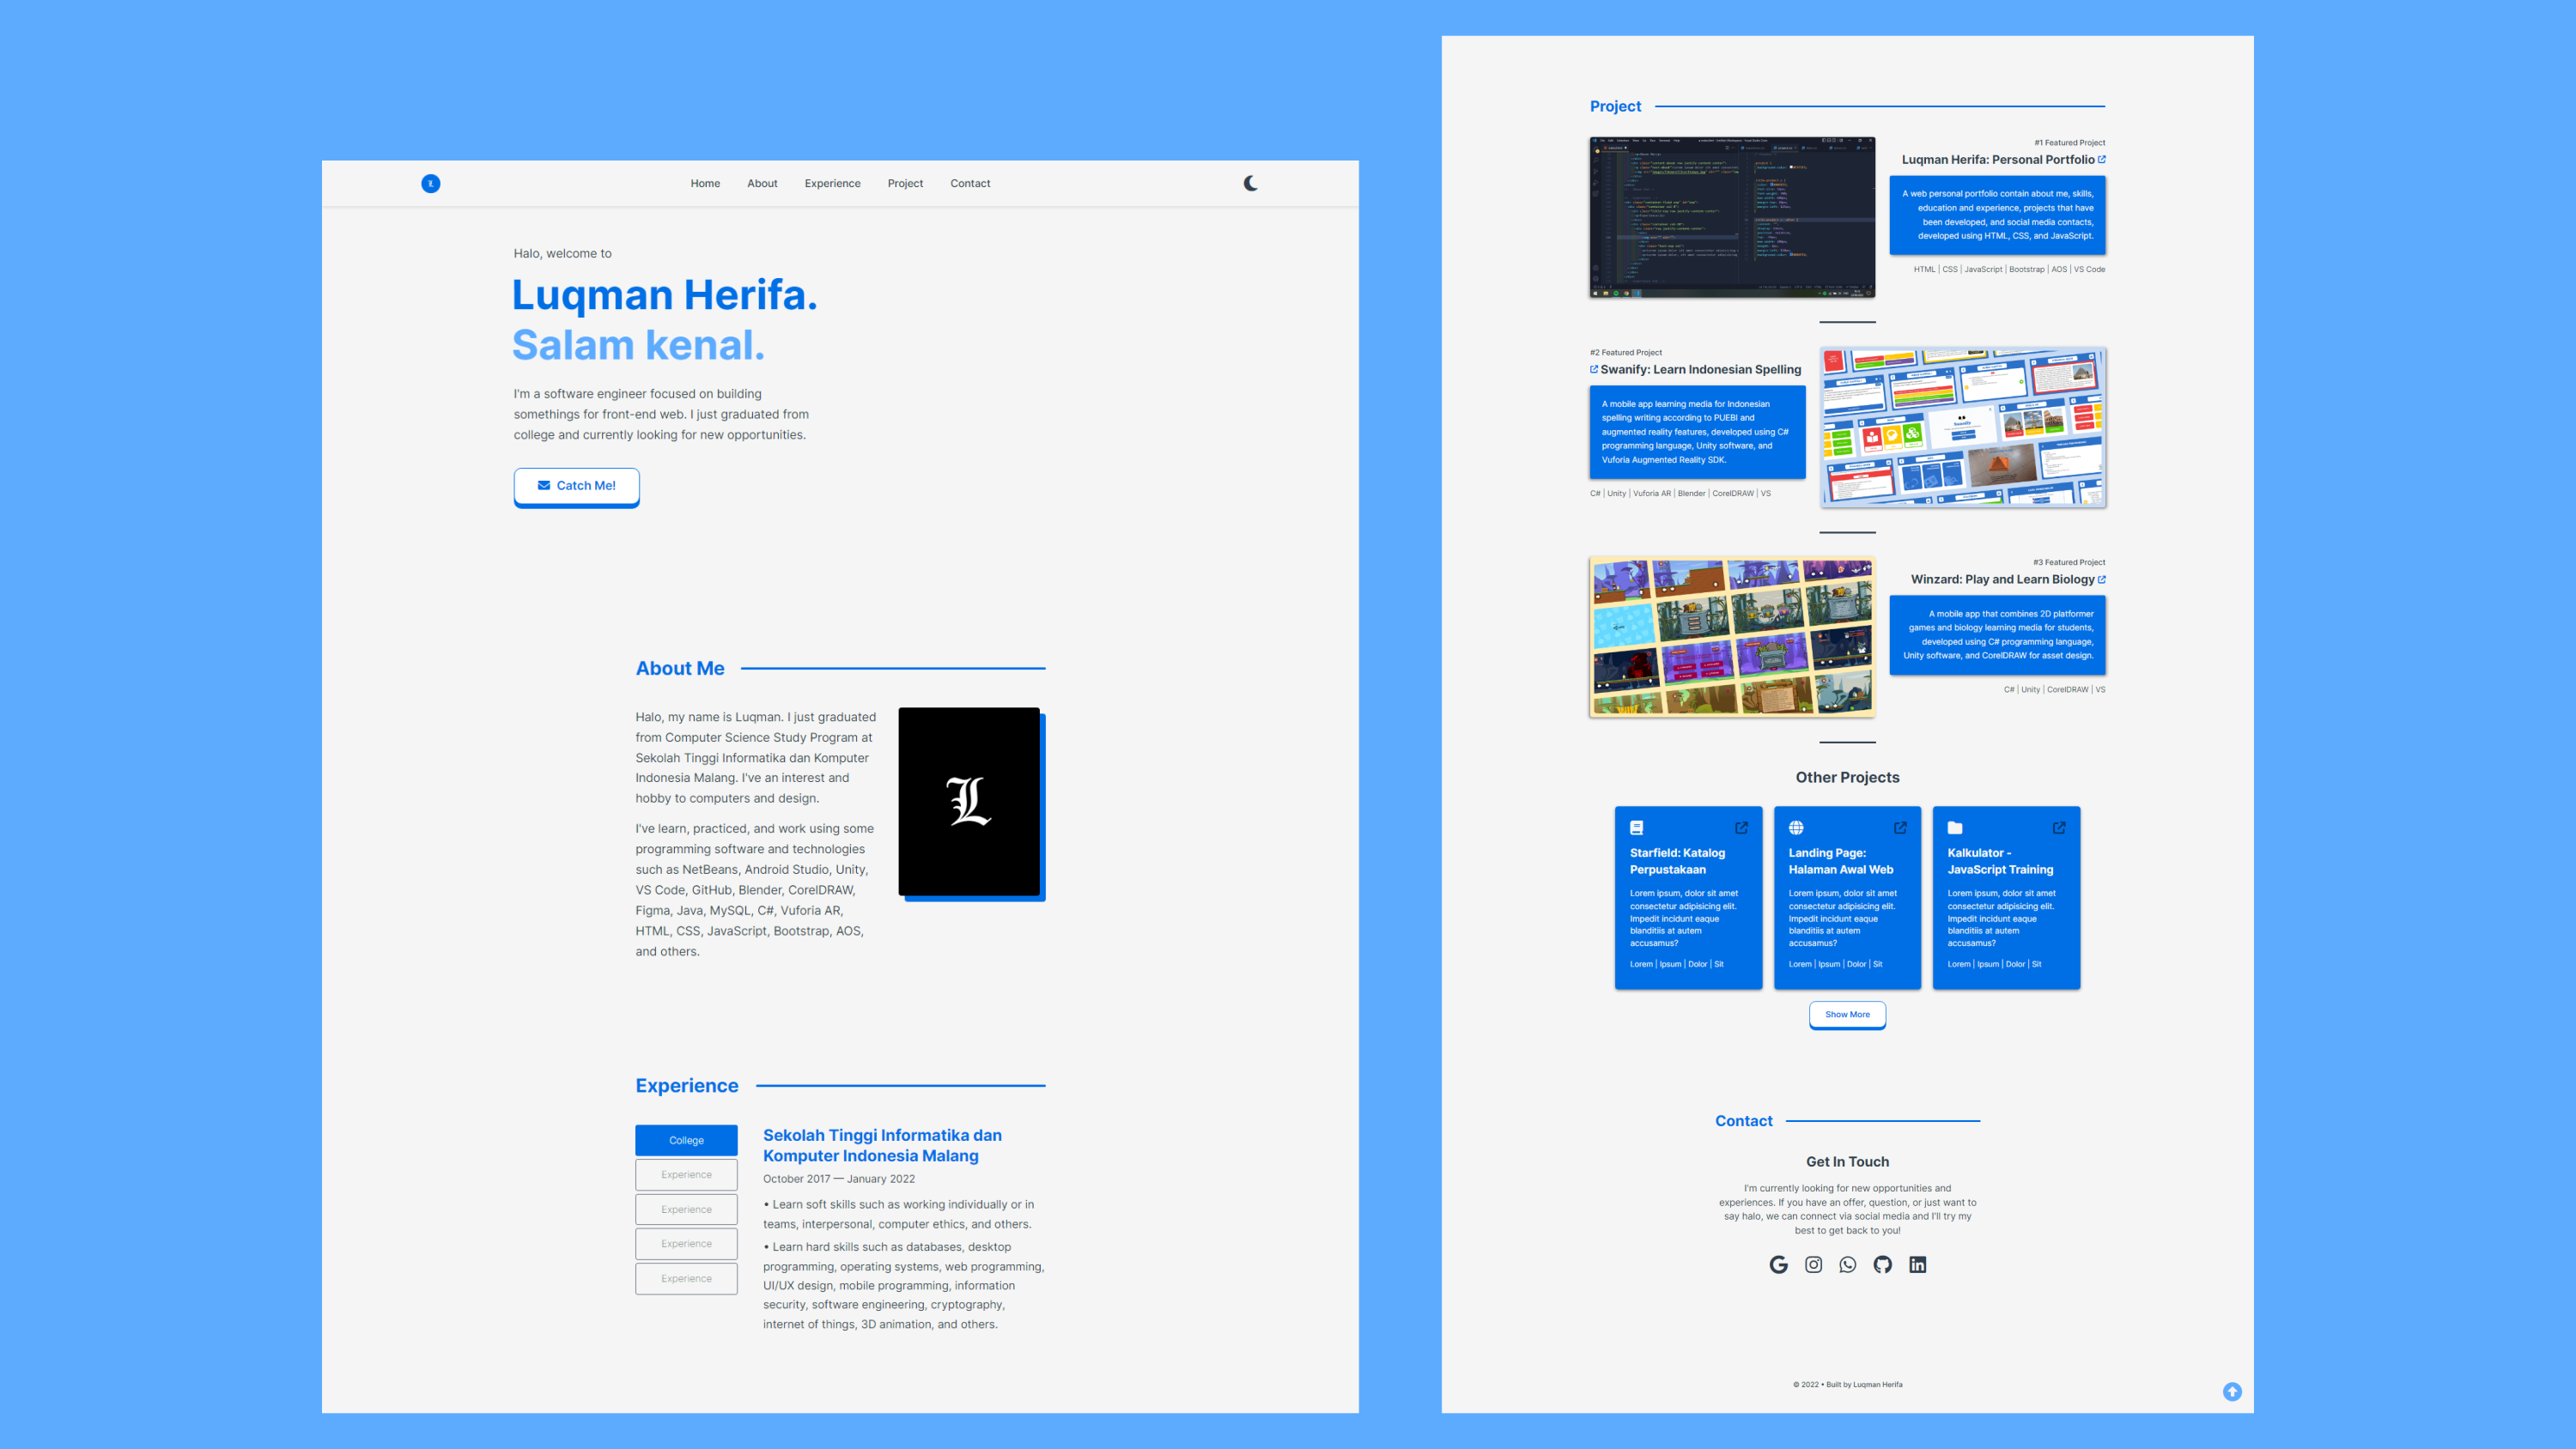 Home About Experience Project Contact
Halo, welcome to
Luqman Herifa.
Salam kenal.
I'm a software engineer focused on building
somethings for front-end web. I just graduated from
college and currently looking for new opportunities.
Catch Me!
About Me
Halo, my name is Luqman. I just graduated
from Computer Science Study Program at
Sekolah Tinggi Informatika dan Komputer
Indonesia Malang. I've an interest and
hobby to computers and design.
I've learn, practiced, and work using some
programming software and technologies
such as NetBeans, Android Studio, Unity,
VS Code, GitHub, Blender, CorelDRAW,
Figma, Java, MySQL, C#, Vuforia AR,
HTML, CSS, JavaScript, Bootstrap, AOS,
and others.
L
Experience
College
Experience
Experience
Experience
Experience
Sekolah Tinggi Informatika dan
Komputer Indonesia Malang
October 2017 — January 2022
• Learn soft skills such as working individually or in
teams, interpersonal, computer ethics, and others.
• Learn hard skills such as databases, desktop
programming, operating systems, web programming,
UI/UX design, mobile programming, information
security, software engineering, cryptography,
internet of things, 3D animation, and others.
Project
#1 Featured Project
Luqman Herifa: Personal Portfolio
A web personal portfolio contain about me, skills,
education and experience, projects that have
been developed, and social media contacts,
developed using HTML, CSS, and JavaScript.
HTML | CSS | JavaScript | Bootstrap | AOS | VS Code
#2 Featured Project
Swanify: Learn Indonesian Spelling
A mobile app learning media for Indonesian
spelling writing according to PUEBI and
augmented reality features, developed using C#
programming language, Unity software, and
Vuforia Augmented Reality SDK.
C# | Unity | Vuforia AR | Blender | CorelDRAW | VS
#3 Featured Project
Winzard: Play and Learn Biology
A mobile app that combines 2D platformer
games and biology learning media for students,
developed using C# programming language,
Unity software, and CorelDRAW for asset design.
C# | Unity | CorelDRAW | VS
Other Projects
Starfield: Katalog
Perpustakaan
Lorem ipsum, dolor sit amet
consectetur adipisicing elit.
Impedit incidunt eaque
blanditiis at autem
accusamus?
Lorem | Ipsum | Dolor | Sit
Landing Page:
Halaman Awal Web
Lorem ipsum, dolor sit amet
consectetur adipisicing elit.
Impedit incidunt eaque
blanditiis at autem
accusamus?
Lorem | Ipsum | Dolor | Sit
Kalkulator -
JavaScript Training
Lorem ipsum, dolor sit amet
consectetur adipisicing elit.
Impedit incidunt eaque
blanditiis at autem
accusamus?
Lorem | Ipsum | Dolor | Sit
Show More
Contact
Get In Touch
I'm currently looking for new opportunities and
experiences. If you have an offer, question, or just want to
say halo, we can connect via social media and I'll try my
best to get back to you!
© 2022 • Built by Luqman Herifa